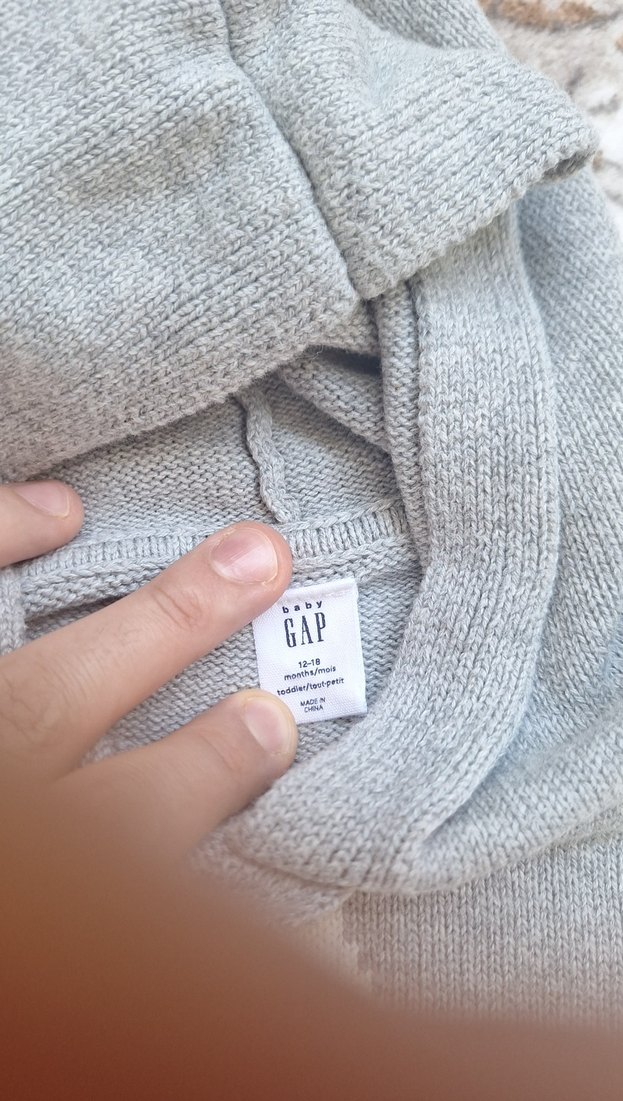 baby
GAP
12-18
months/mois
toddler/tout-petit
MADE IN
CHINA